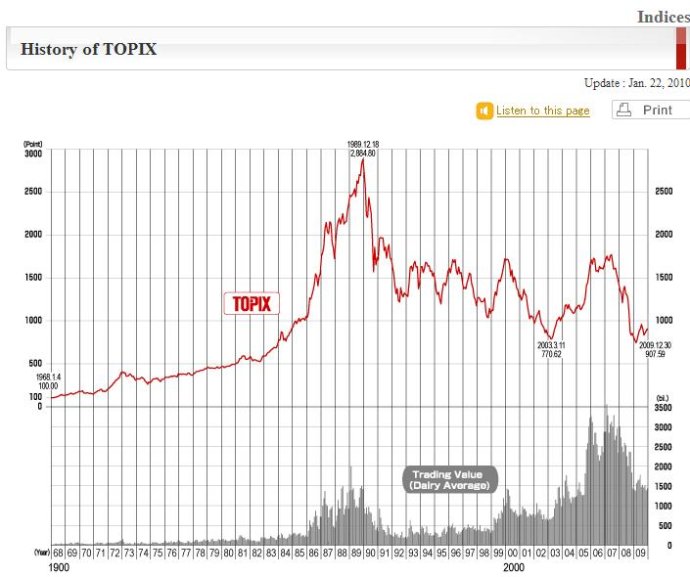 Indices
History of TOPIX
Update : Jan. 22, 2010
Listen to this page
Print
(Point)
1989.12.18
2,884.80
3000
2500 2500
2000 2000
1500 1500
TOPIX
1000 1000
2003.3.11
770.62
2009.12.30
907.59
500
1968.1.4
100.00
100
0
(bil.)
3500
3000
2500
Trading Value
(Dairy Average)
2000
1500
1000
500
0
(Year) 68 69 70 71 72 73 74 75 76 77 78 79 80 81 82 83 84 85 86 87 88 89 90 91 92 93 94 95 96 97 98 99 00 01 02 03 04 05 06 07 08 09
1900 2000